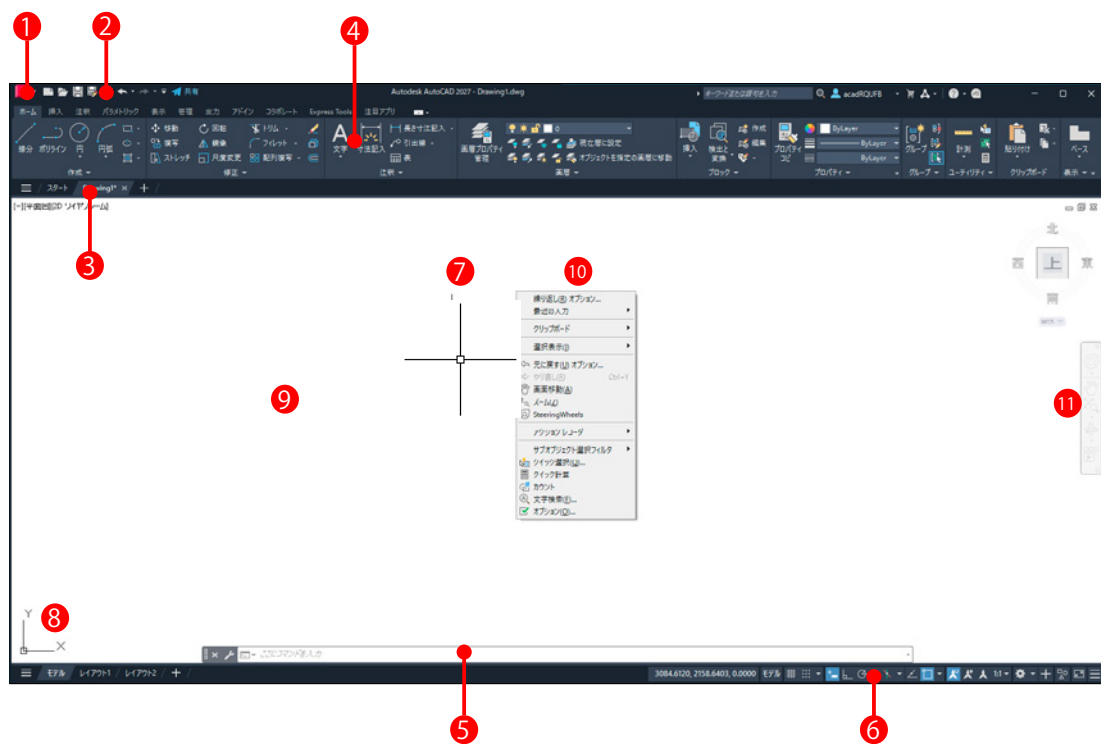 1
2
4
共有
Autodesk AutoCAD 2027 - Drawing1.dwg
キーワードまたは語句を入力
acadRQUFB
ホーム 挿入 注釈 パラメトリック 表示 管理 出力 アドイン コラボレート Express Tools 注目アプリ
移動 回転 トリム
長さ寸法記入
0
作成
ByLayer
線分 ポリライン 円 円弧
複写 鏡像 フィレット
文字 寸法記入
引出線
画層プロパティ管理
現在層に設定
挿入 検出と変換
編集
プロパティコピー
ByLayer
グループ
計測
貼り付け
ベース
ストレッチ 尺度変更 配列複写
表
オブジェクトを指定の画層に移動
ByLayer
作成 修正 注釈 画層 ブロック プロパティ グループ ユーティリティ クリップボード 表示
スタート Drawing1*
[-][平面図][2D ワイヤフレーム]
3
7
10
北
西 上 東
南
WCS
繰り返し(R) オプション...
最近の入力
クリップボード
選択表示(I)
元に戻す(U) オプション...
やり直し(R) Ctrl+Y
画面移動(A)
ズーム(Z)
SteeringWheels
アクション レコーダ
サブオブジェクト選択フィルタ
クイック選択(Q)...
クイック計算
カウント
文字検索(F)...
オプション(O)...
9
11
Y
8
X
ここにコマンドを入力
モデル レイアウト1 レイアウト2
3084.6120, 2158.6403, 0.0000 モデル
1:1
5
6